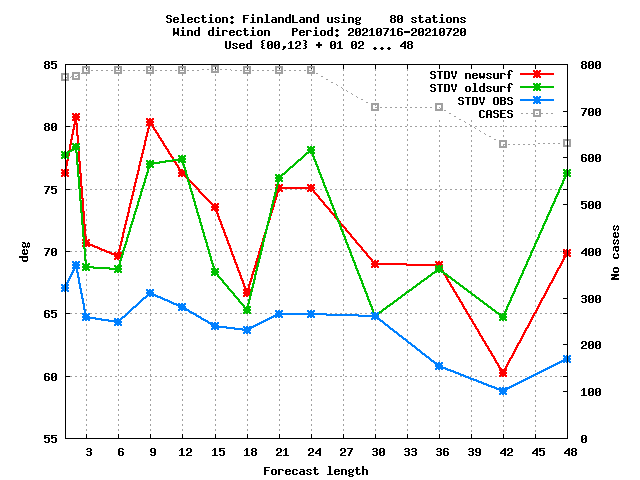 Selection: FinlandLand using    80 stations
Wind direction   Period: 20210716-20210720
Used {00,12} + 01 02 ... 48
STDV newsurf
STDV oldsurf
STDV OBS
CASES
deg
85
80
75
70
65
60
55
800
700
600
500
400
300
200
100
0
No cases
3 6 9 12 15 18 21 24 27 30 33 36 39 42 45 48
Forecast length